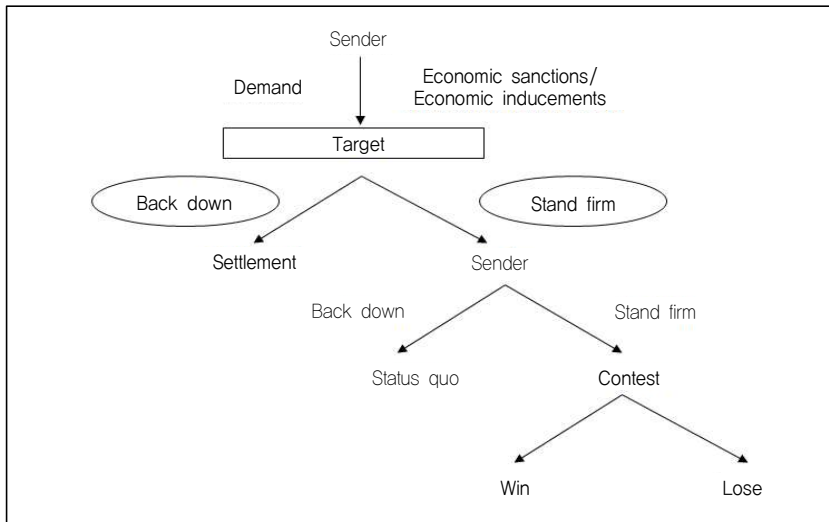 Sender
Demand
Economic sanctions/
Economic inducements
Target
Back down
Stand firm
Settlement
Sender
Back down
Stand firm
Status quo
Contest
Win
Lose